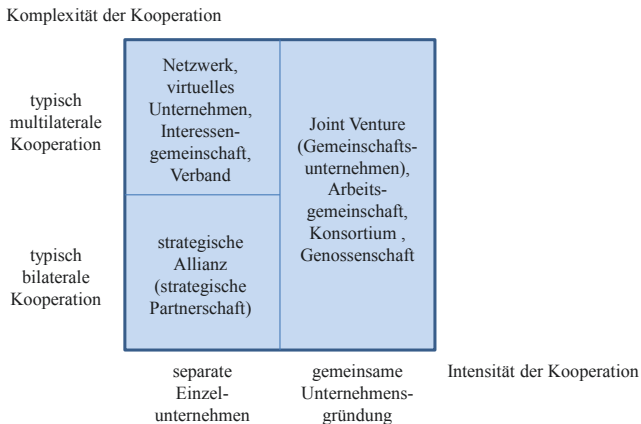 Komplexität der Kooperation
typisch
multilaterale
Kooperation
Netzwerk,
virtuelles
Unternehmen,
Interessen-
gemeinschaft,
Verband
Joint Venture
(Gemeinschafts-
unternehmen),
Arbeits-
gemeinschaft,
Konsortium ,
Genossenschaft
typisch
bilaterale
Kooperation
strategische
Allianz
(strategische
Partnerschaft)
separate
Einzel-
unternehmen
gemeinsame
Unternehmens-
gründung
Intensität der Kooperation